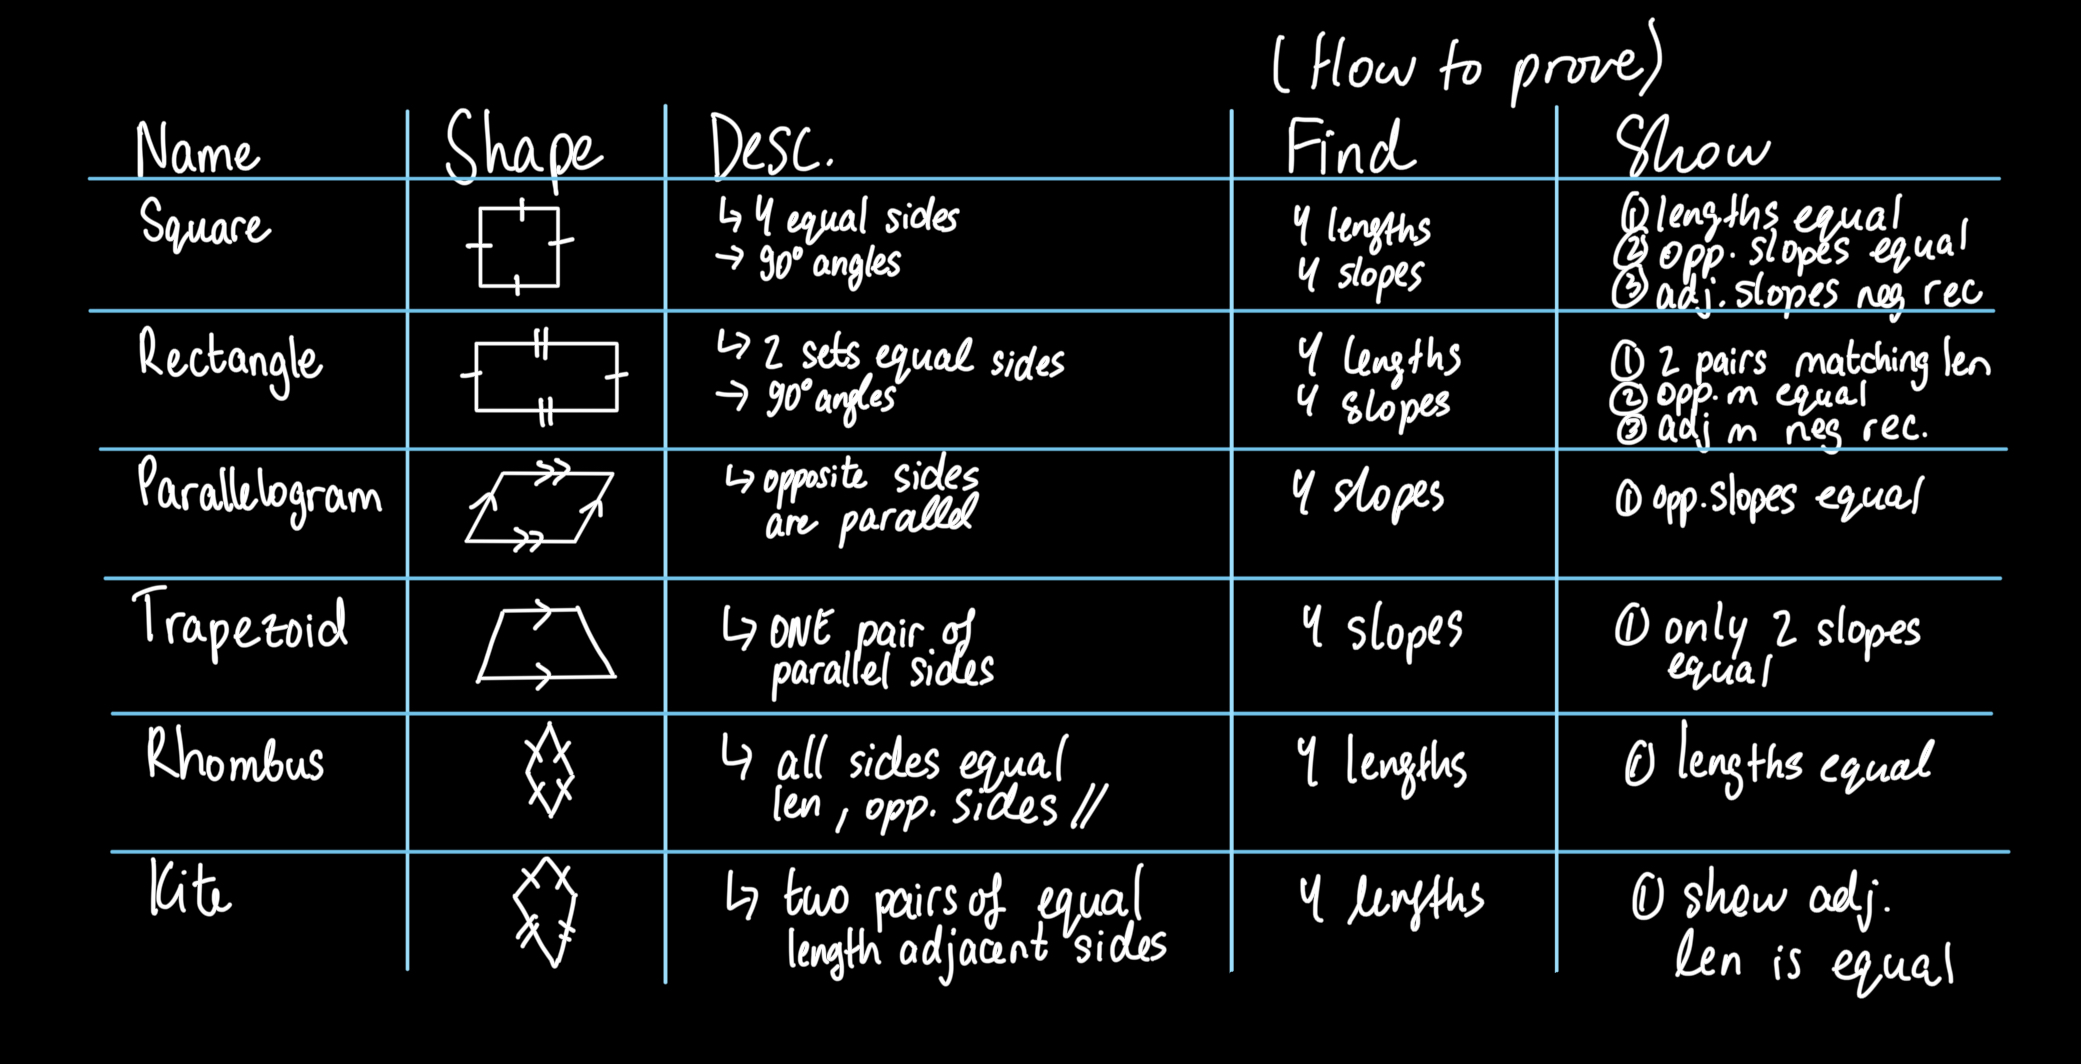 (How to prove)
Name Shape Desc. Find Show
Square
↳ 4 equal sides
→ 90° angles
4 lengths
4 slopes
① lengths equal
② opp. slopes equal
③ adj. slopes neg rec
Rectangle
↳ 2 sets equal sides
→ 90° angles
4 lengths
4 slopes
① 2 pairs matching len
② opp. m equal
③ adj m neg rec.
Parallelogram
↳ opposite sides
are parallel
4 slopes
① opp. slopes equal
Trapezoid
↳ ONE pair of
parallel sides
4 slopes
① only 2 slopes
equal
Rhombus
↳ all sides equal
len, opp. sides //
4 lengths
① lengths equal
Kite
↳ two pairs of equal
length adjacent sides
4 lengths
① show adj.
len is equal